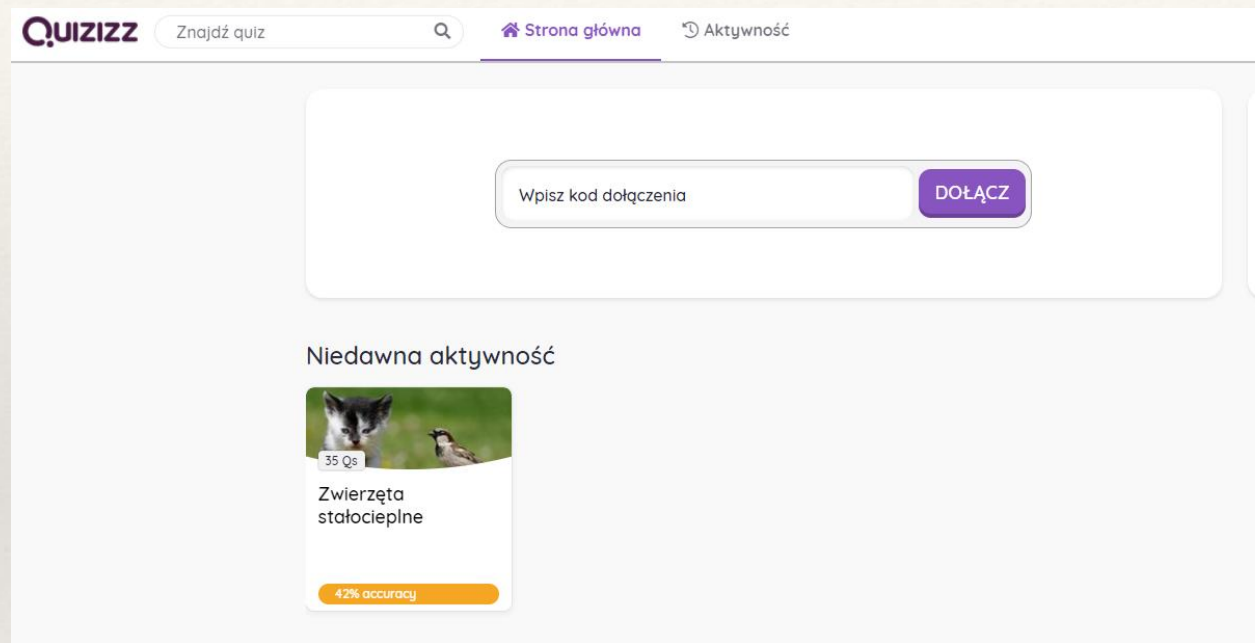 QUIZIZZ Znajdź quiz Strona główna Aktywność
Wpisz kod dołączenia DOŁĄCZ
Niedawna aktywność
35 Qs
Zwierzęta
stałocieplne
42% accuracy